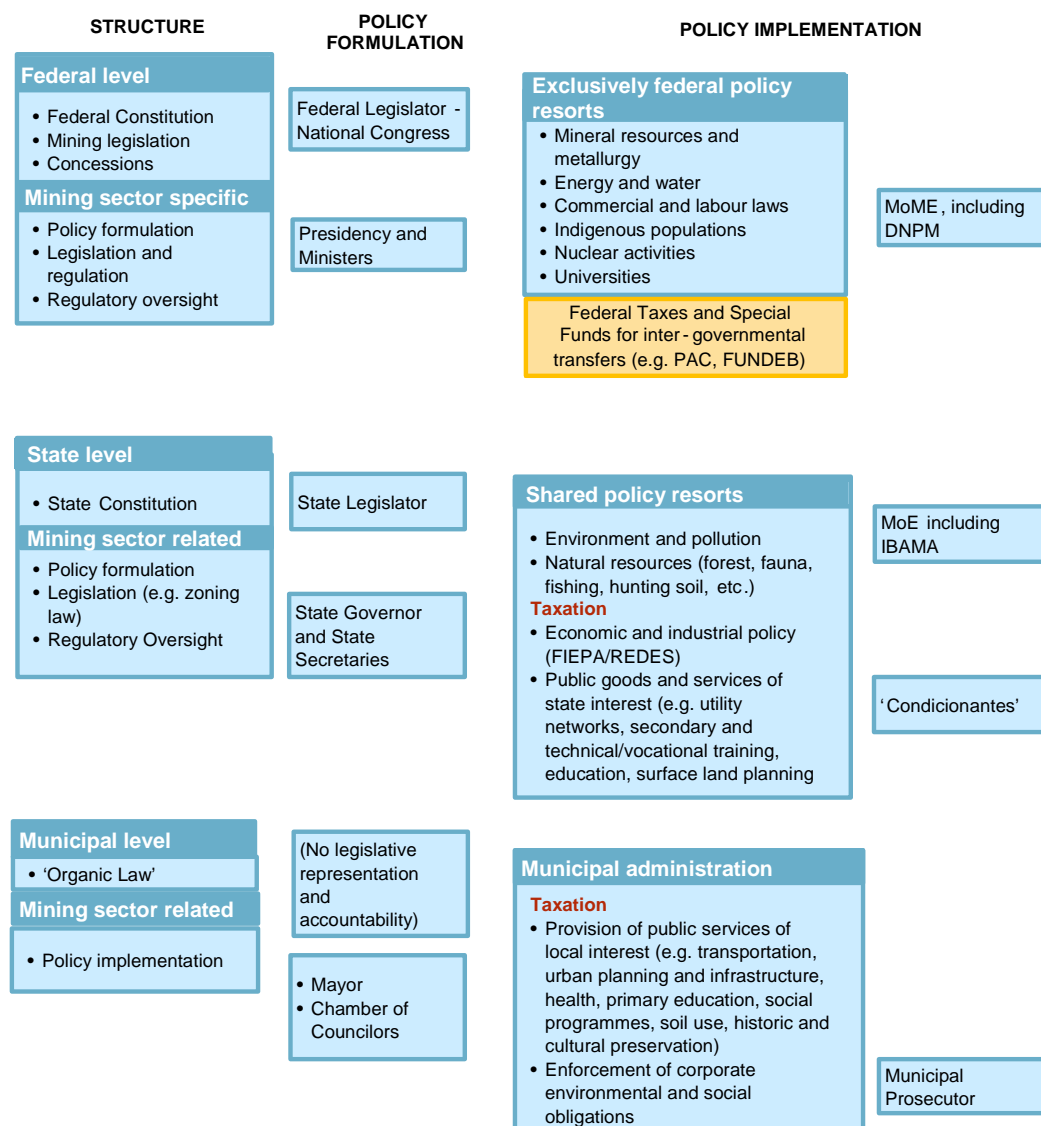 STRUCTURE
POLICY
FORMULATION
POLICY IMPLEMENTATION
Federal level
• Federal Constitution
• Mining legislation
• Concessions
Mining sector specific
• Policy formulation
• Legislation and
regulation
• Regulatory oversight
Federal Legislator -
National Congress
Presidency and
Ministers
Exclusively federal policy
resorts
• Mineral resources and
metallurgy
• Energy and water
• Commercial and labour laws
• Indigenous populations
• Nuclear activities
• Universities
Federal Taxes and Special
Funds for inter - governmental
transfers (e.g. PAC, FUNDEB)
MoME, including
DNPM
State level
• State Constitution
Mining sector related
• Policy formulation
• Legislation (e.g. zoning
law)
• Regulatory Oversight
State Legislator
State Governor
and State
Secretaries
Shared policy resorts
• Environment and pollution
• Natural resources (forest, fauna,
fishing, hunting soil, etc.)
Taxation
• Economic and industrial policy
(FIEPA/REDES)
• Public goods and services of
state interest (e.g. utility
networks, secondary and
technical/vocational training,
education, surface land planning
MoE including
IBAMA
‘Condicionantes’
Municipal level
• ‘Organic Law’
Mining sector related
• Policy implementation
(No legislative
representation
and
accountability)
• Mayor
• Chamber of
Councilors
Municipal administration
Taxation
• Provision of public services of
local interest (e.g. transportation,
urban planning and infrastructure,
health, primary education, social
programmes, soil use, historic and
cultural preservation)
• Enforcement of corporate
environmental and social
obligations
Municipal
Prosecutor